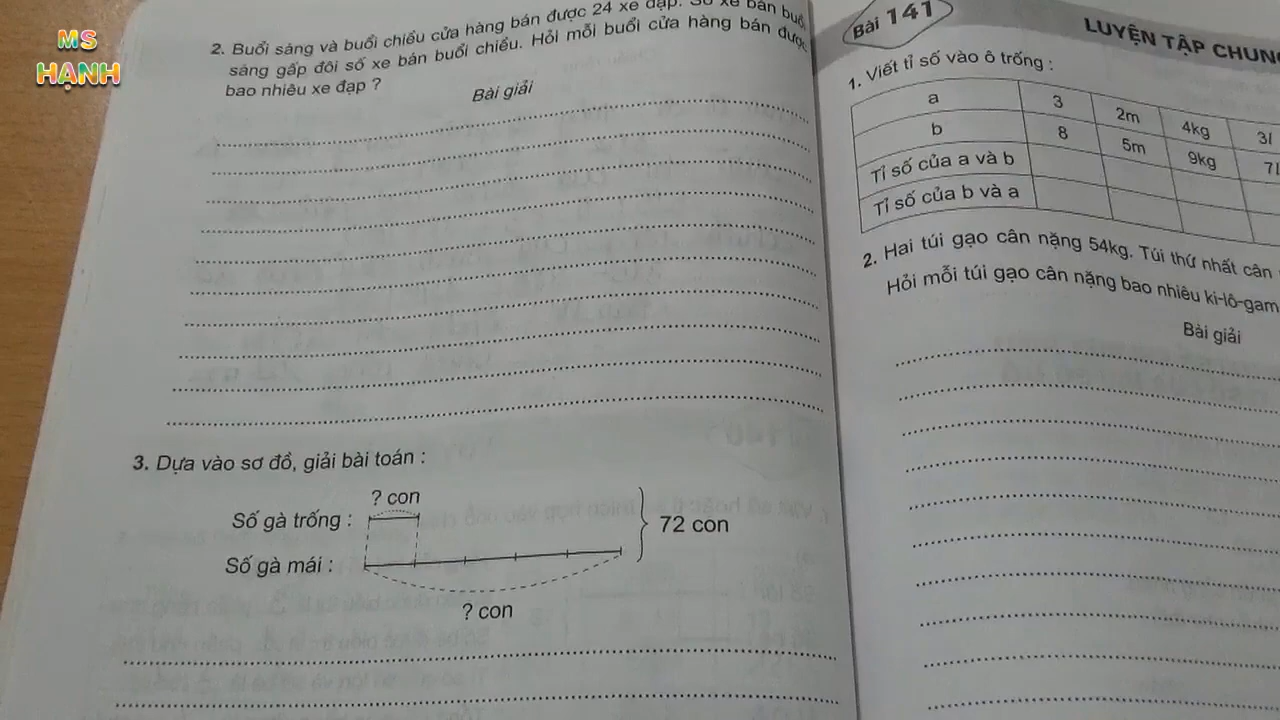 MS
HẠNH
2. Buổi sáng và buổi chiều cửa hàng bán được 24 xe đạp. Số xe bán buổi
sáng gấp đôi số xe bán buổi chiều. Hỏi mỗi buổi cửa hàng bán được
bao nhiêu xe đạp ?
Bài giải
3. Dựa vào sơ đồ, giải bài toán :
? con
Số gà trống :
72 con
Số gà mái :
? con
Bài 141
LUYỆN TẬP CHUNG
1. Viết tỉ số vào ô trống :
a 3 2m 4kg 3l
b 8 5m 9kg 7l
Tỉ số của a và b
Tỉ số của b và a
2. Hai túi gạo cân nặng 54kg. Túi thứ nhất cân
Hỏi mỗi túi gạo cân nặng bao nhiêu ki-lô-gam
Bài giải